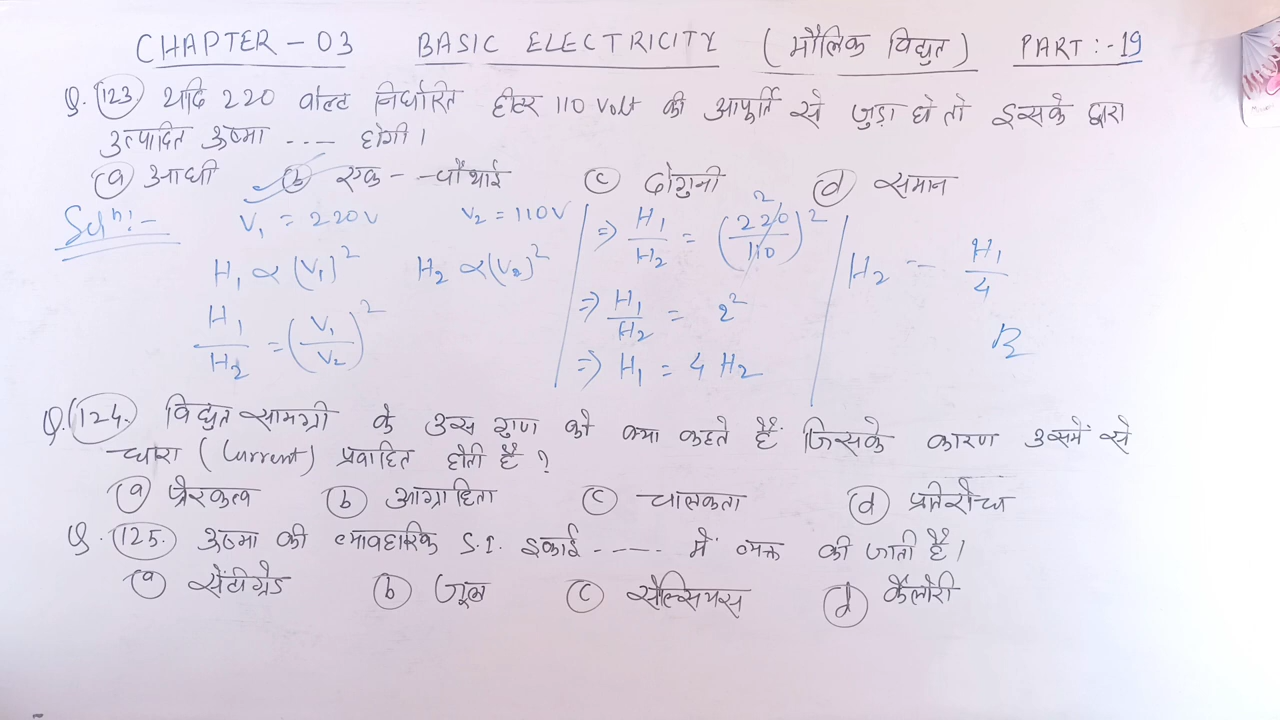 CHAPTER - 03 BASIC ELECTRICITY (मौलिक विद्युत) PART :- 19
Q. 123. यदि 220 वोल्ट निर्धारित हीटर 110 Volt की आपूर्ति से जुड़ा हो तो इसके द्वारा
उत्पादित ऊष्मा ---- होगी।
(a) आधी (b) एक--चौथाई (c) दोगुनी (d) समान
Solⁿ:-
V₁ = 220V V₂ = 110V
H₁ ∝ (V₁)² H₂ ∝ (V₂)²
H₁/H₂ = (V₁/V₂)²
⇒ H₁/H₂ = (220/110)²
⇒ H₁/H₂ = 2²
⇒ H₁ = 4 H₂
H₂ = H₁/4
Q. 124. विद्युत सामग्री के उस गुण को क्या कहते हैं जिसके कारण उसमें से
धारा (Current) प्रवाहित होती है ?
(a) प्रेरकत्व (b) आग्राहिता (c) चालकता (d) प्रतिरोध
Q. 125. ऊष्मा की व्यावहारिक S.I. इकाई ----- में व्यक्त की जाती है।
(a) सेंटीग्रेड (b) जूल (c) सेल्सियस (d) कैलोरी